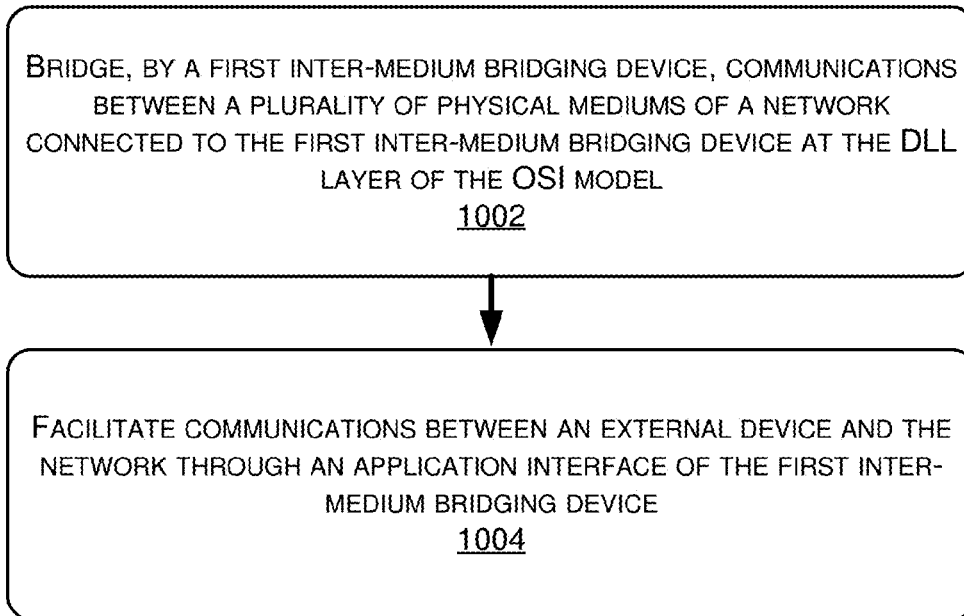 BRIDGE, BY A FIRST INTER-MEDIUM BRIDGING DEVICE, COMMUNICATIONS
BETWEEN A PLURALITY OF PHYSICAL MEDIUMS OF A NETWORK
CONNECTED TO THE FIRST INTER-MEDIUM BRIDGING DEVICE AT THE DLL
LAYER OF THE OSI MODEL
1002
FACILITATE COMMUNICATIONS BETWEEN AN EXTERNAL DEVICE AND THE
NETWORK THROUGH AN APPLICATION INTERFACE OF THE FIRST INTER-
MEDIUM BRIDGING DEVICE
1004